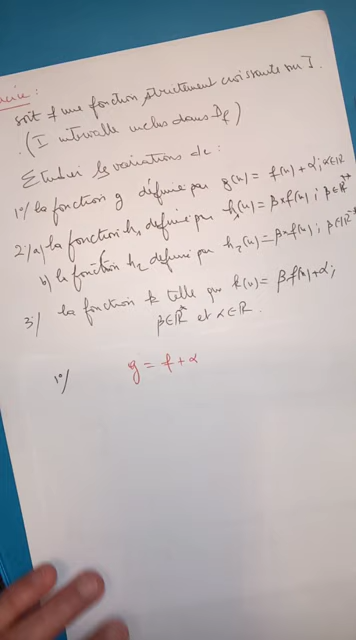 soit f une fonction strictement croissante sur I.
(I intervalle inclus dans Df)
Etudier les variations de :
1°/ la fonction g définie par g(x) = f(x) + α ; α∈ℝ
2°/ a) la fonction h₁ définie par h₁(x) = β×f(x) ; β∈ℝ*⁺
b) la fonction h₂ définie par h₂(x) = β×f(x) ; β∈ℝ*⁻
3°/ la fonction k telle que k(x) = β f(x) + α ;
β∈ℝ* et α∈ℝ.
1°/ g = f + α